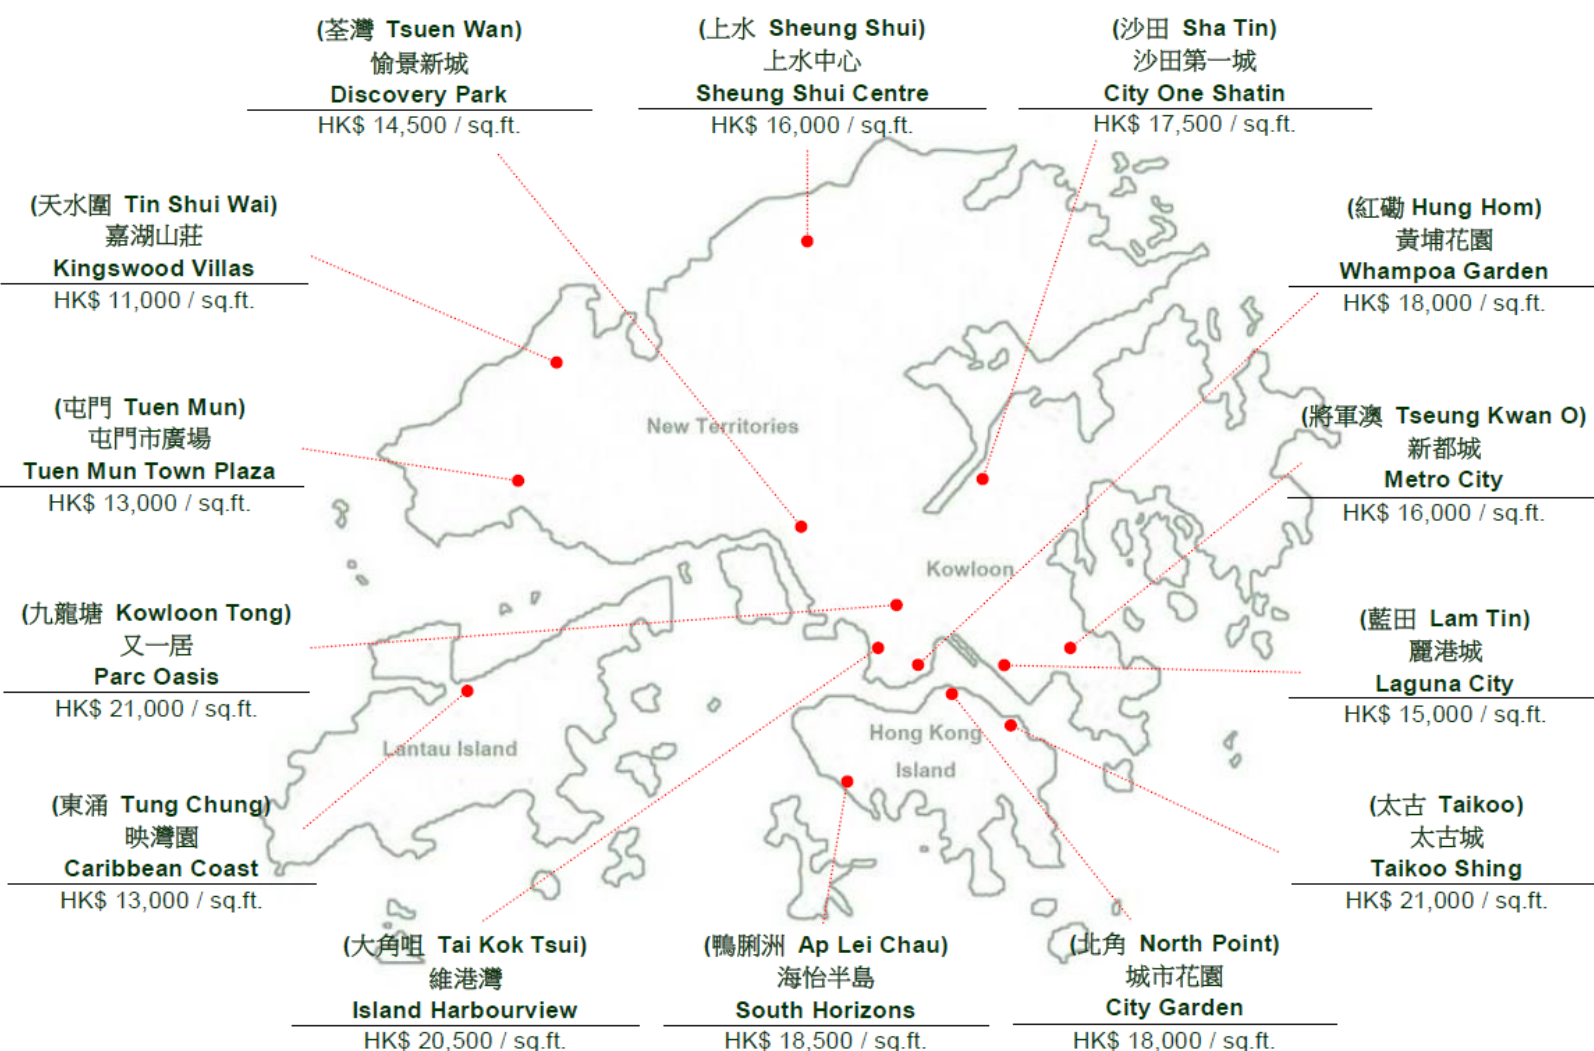 (荃灣 Tsuen Wan)
愉景新城
Discovery Park
HK$ 14,500 / sq.ft.
(上水 Sheung Shui)
上水中心
Sheung Shui Centre
HK$ 16,000 / sq.ft.
(沙田 Sha Tin)
沙田第一城
City One Shatin
HK$ 17,500 / sq.ft.
(天水圍 Tin Shui Wai)
嘉湖山莊
Kingswood Villas
HK$ 11,000 / sq.ft.
(紅磡 Hung Hom)
黃埔花園
Whampoa Garden
HK$ 18,000 / sq.ft.
(屯門 Tuen Mun)
屯門市廣場
Tuen Mun Town Plaza
HK$ 13,000 / sq.ft.
New Territories
(將軍澳 Tseung Kwan O)
新都城
Metro City
HK$ 16,000 / sq.ft.
Kowloon
(九龍塘 Kowloon Tong)
又一居
Parc Oasis
HK$ 21,000 / sq.ft.
(藍田 Lam Tin)
麗港城
Laguna City
HK$ 15,000 / sq.ft.
Lantau Island
Hong Kong
Island
(東涌 Tung Chung)
映灣園
Caribbean Coast
HK$ 13,000 / sq.ft.
(太古 Taikoo)
太古城
Taikoo Shing
HK$ 21,000 / sq.ft.
(大角咀 Tai Kok Tsui)
維港灣
Island Harbourview
HK$ 20,500 / sq.ft.
(鴨脷洲 Ap Lei Chau)
海怡半島
South Horizons
HK$ 18,500 / sq.ft.
(北角 North Point)
城市花園
City Garden
HK$ 18,000 / sq.ft.